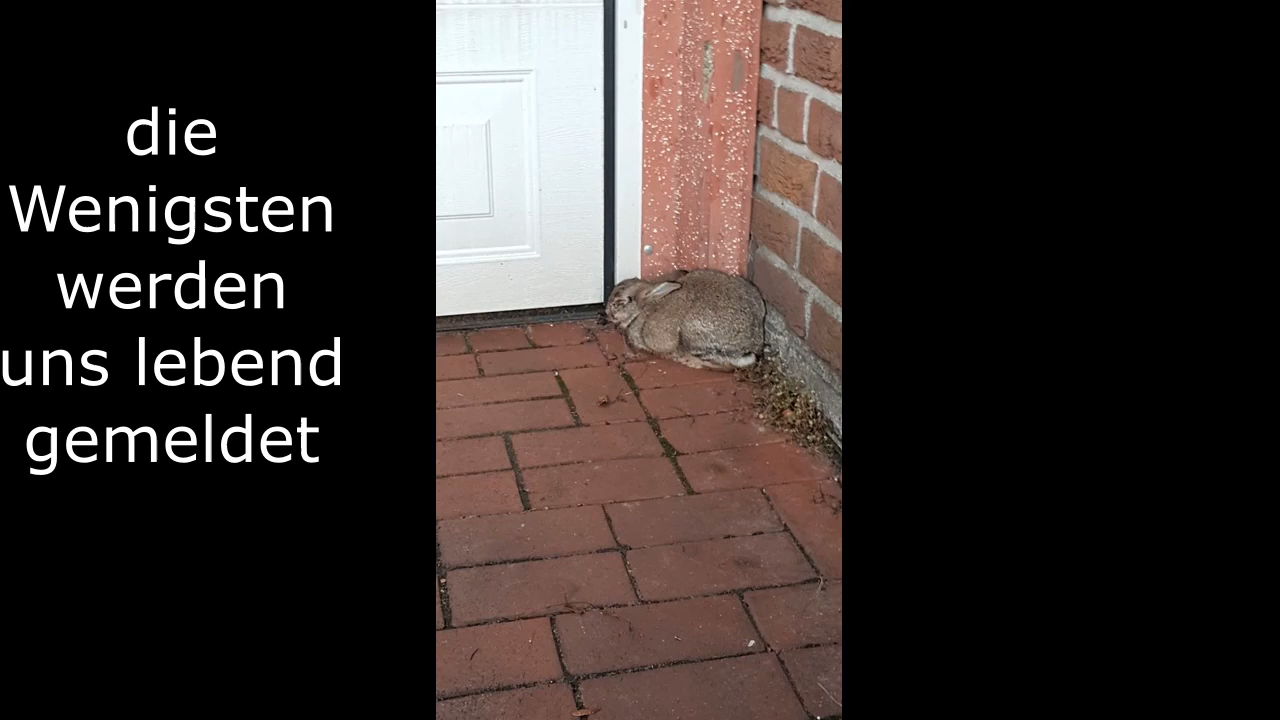 die
Wenigsten
werden
uns lebend
gemeldet